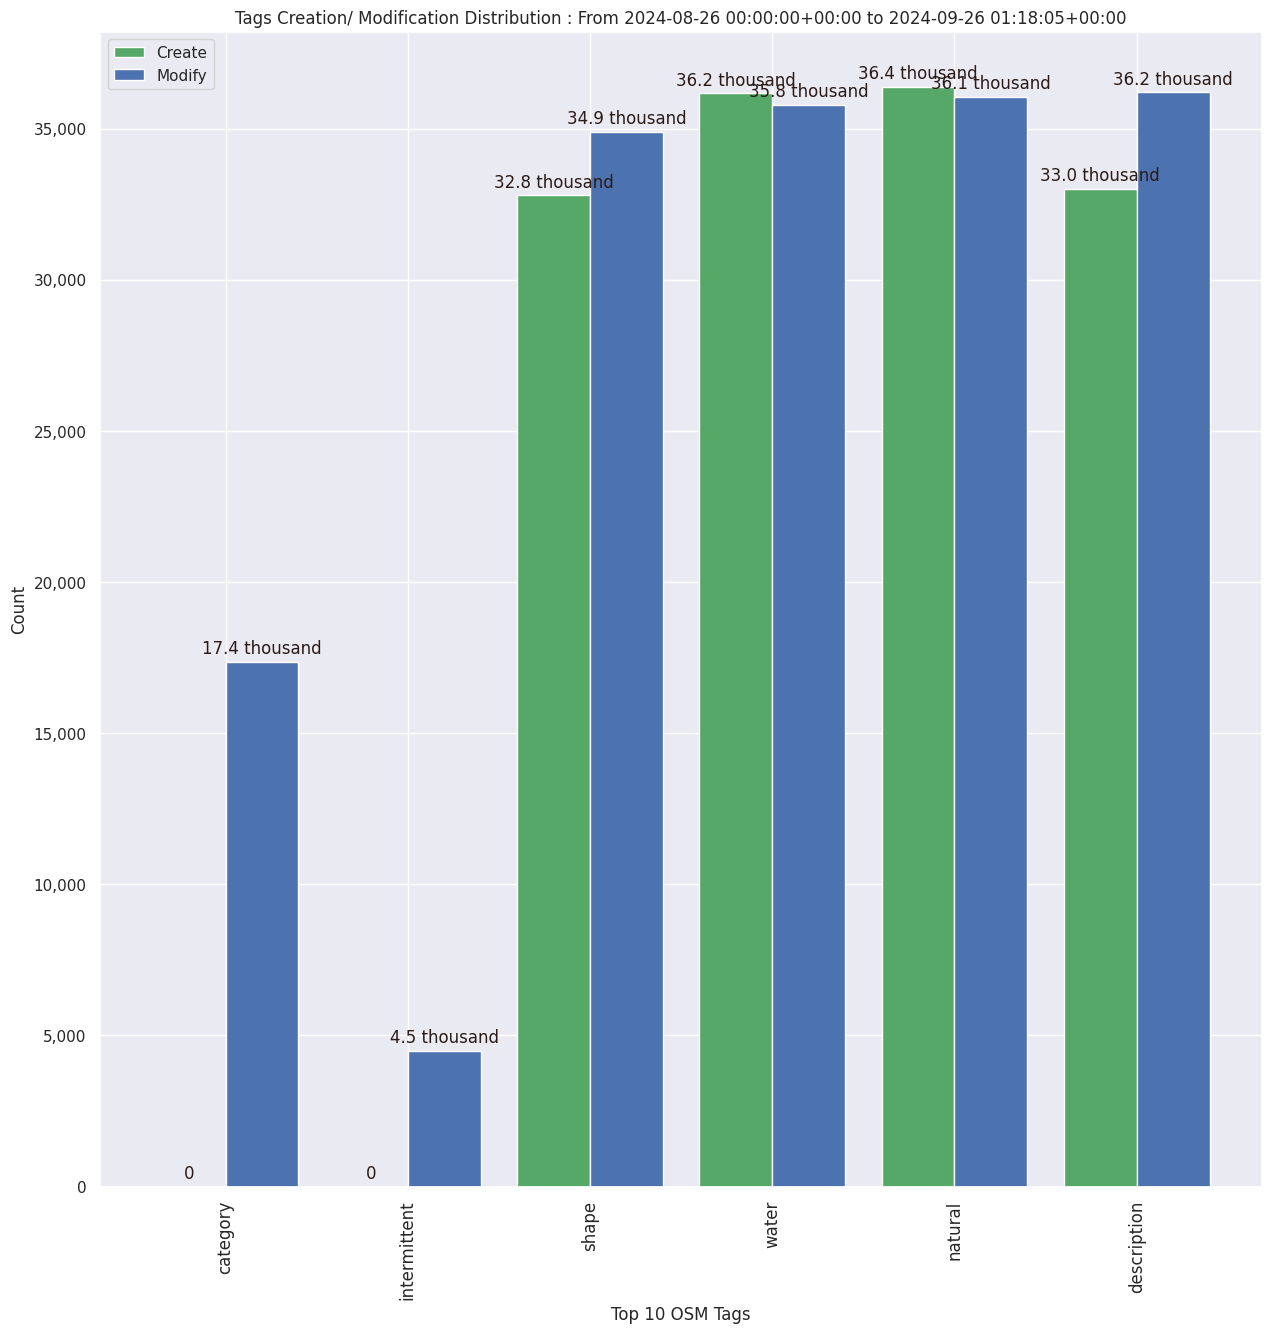 Tags Creation/ Modification Distribution : From 2024-08-26 00:00:00+00:00 to 2024-09-26 01:18:05+00:00
Create
Modify
36.2 thousand
35.8 thousand
36.4 thousand
36.1 thousand
36.2 thousand
34.9 thousand
32.8 thousand
33.0 thousand
17.4 thousand
4.5 thousand
0
0
35,000
30,000
25,000
20,000
15,000
10,000
5,000
0
Count
category
intermittent
shape
water
natural
description
Top 10 OSM Tags